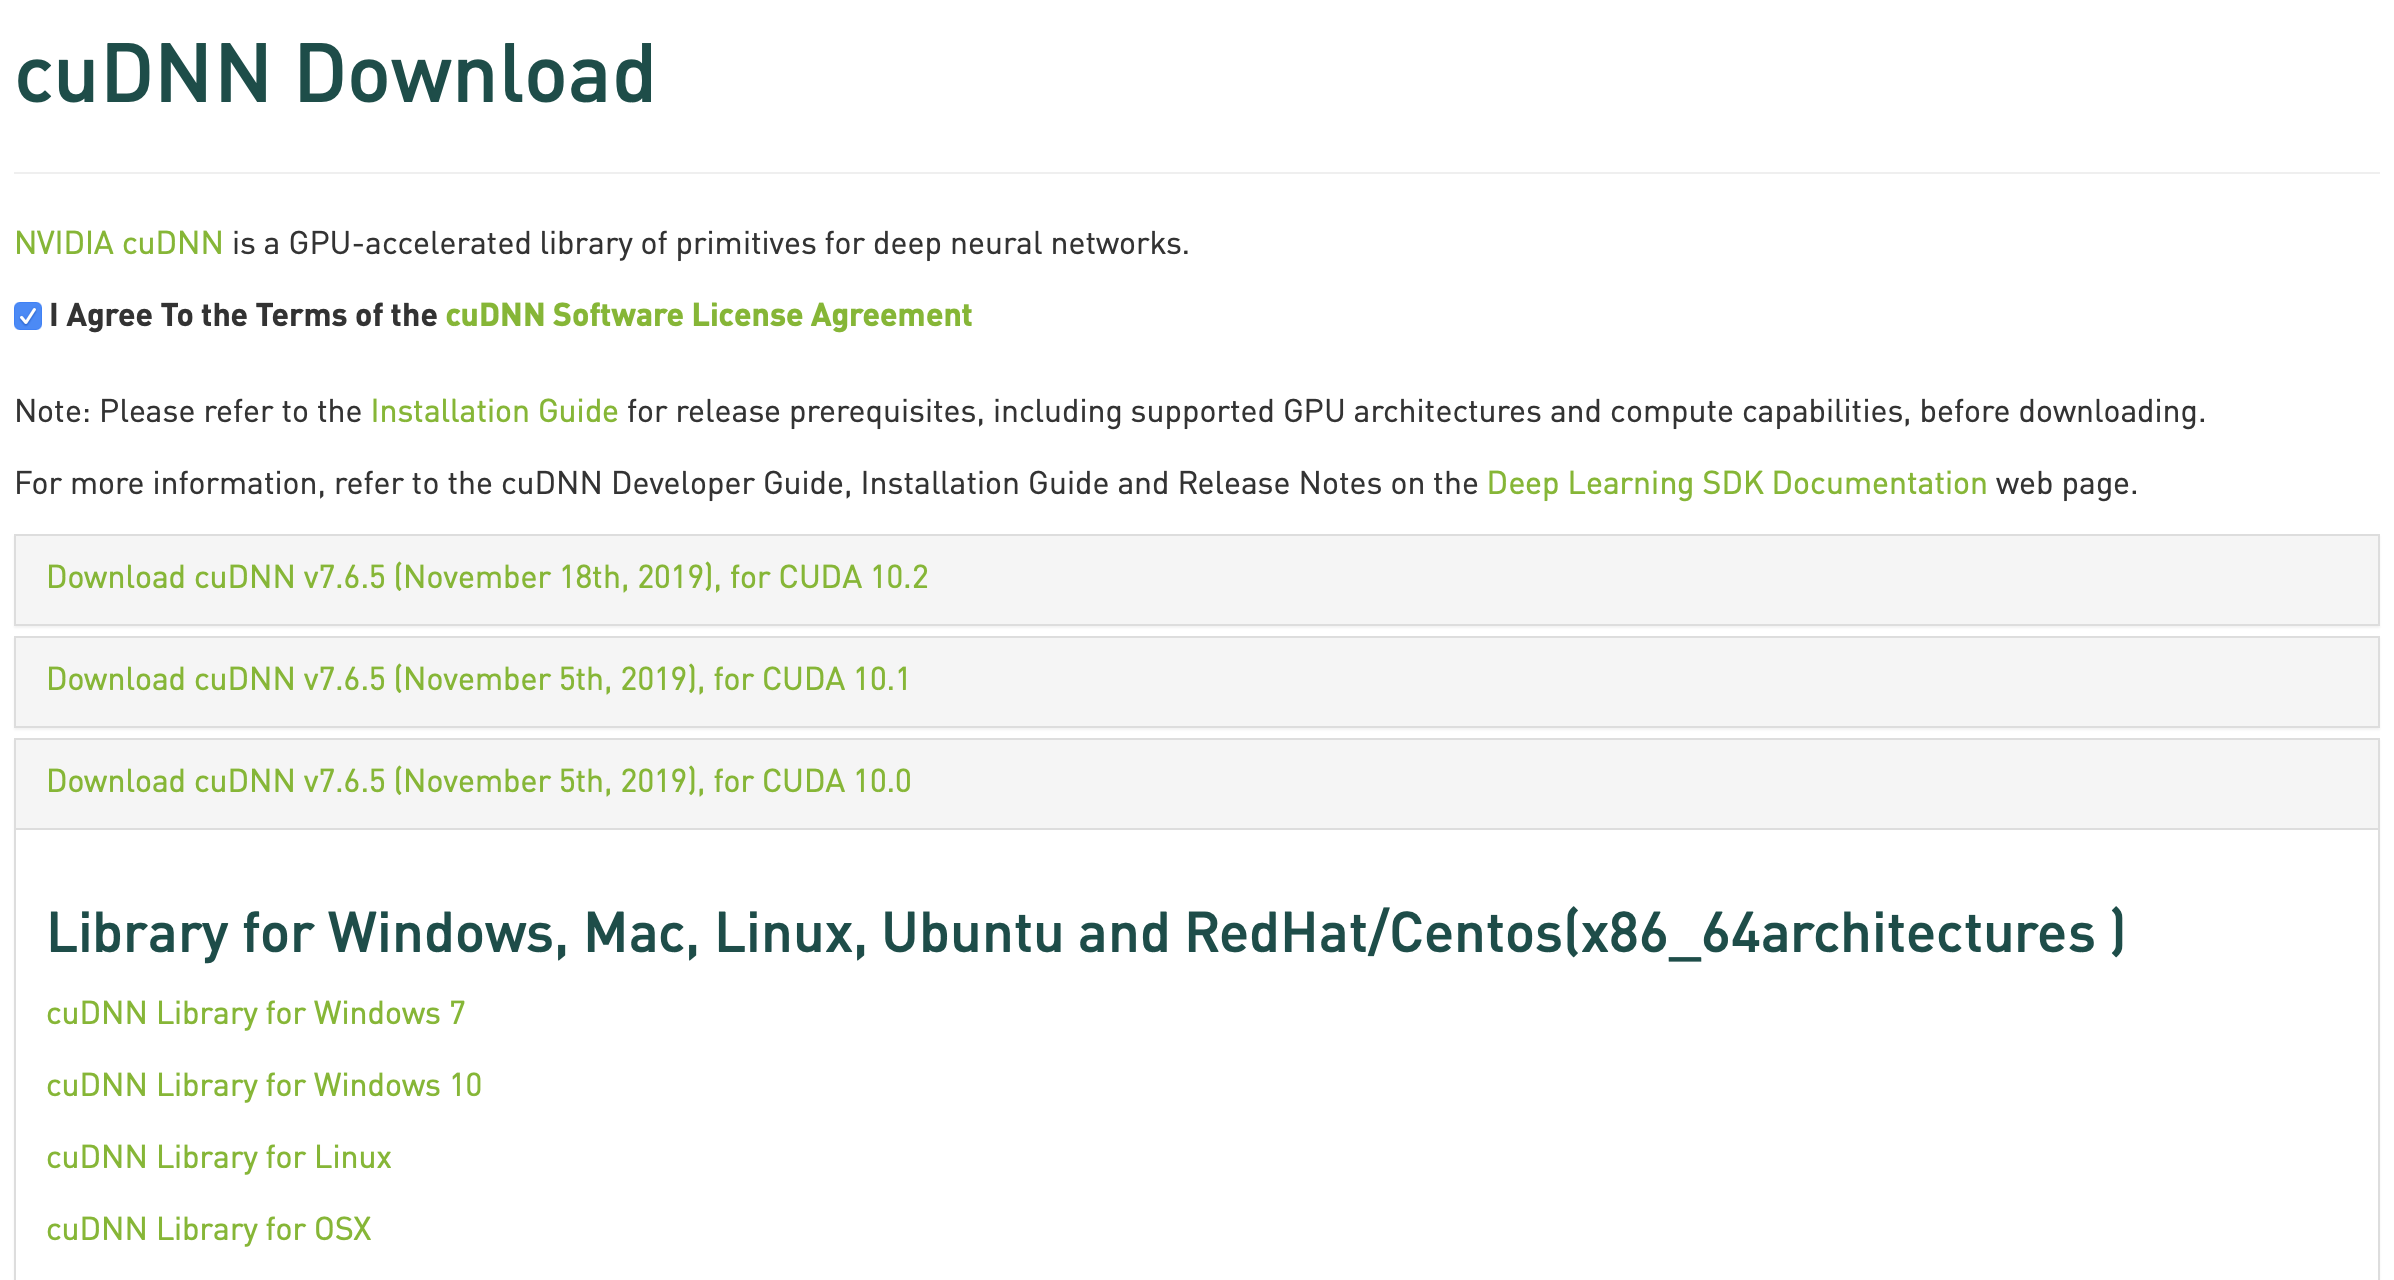 cuDNN Download
NVIDIA cuDNN is a GPU-accelerated library of primitives for deep neural networks.
I Agree To the Terms of the cuDNN Software License Agreement
Note: Please refer to the Installation Guide for release prerequisites, including supported GPU architectures and compute capabilities, before downloading.
For more information, refer to the cuDNN Developer Guide, Installation Guide and Release Notes on the Deep Learning SDK Documentation web page.
Download cuDNN v7.6.5 (November 18th, 2019), for CUDA 10.2
Download cuDNN v7.6.5 (November 5th, 2019), for CUDA 10.1
Download cuDNN v7.6.5 (November 5th, 2019), for CUDA 10.0
Library for Windows, Mac, Linux, Ubuntu and RedHat/Centos(x86_64architectures )
cuDNN Library for Windows 7
cuDNN Library for Windows 10
cuDNN Library for Linux
cuDNN Library for OSX